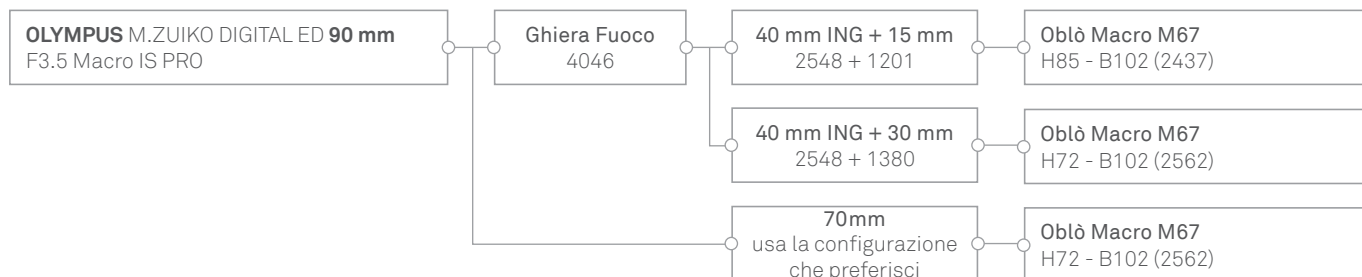 OLYMPUS M.ZUIKO DIGITAL ED 90 mm
F3.5 Macro IS PRO
Ghiera Fuoco
4046
40 mm ING + 15 mm
2548 + 1201
Oblò Macro M67
H85 - B102 (2437)
40 mm ING + 30 mm
2548 + 1380
Oblò Macro M67
H72 - B102 (2562)
70mm
usa la configurazione
che preferisci
Oblò Macro M67
H72 - B102 (2562)